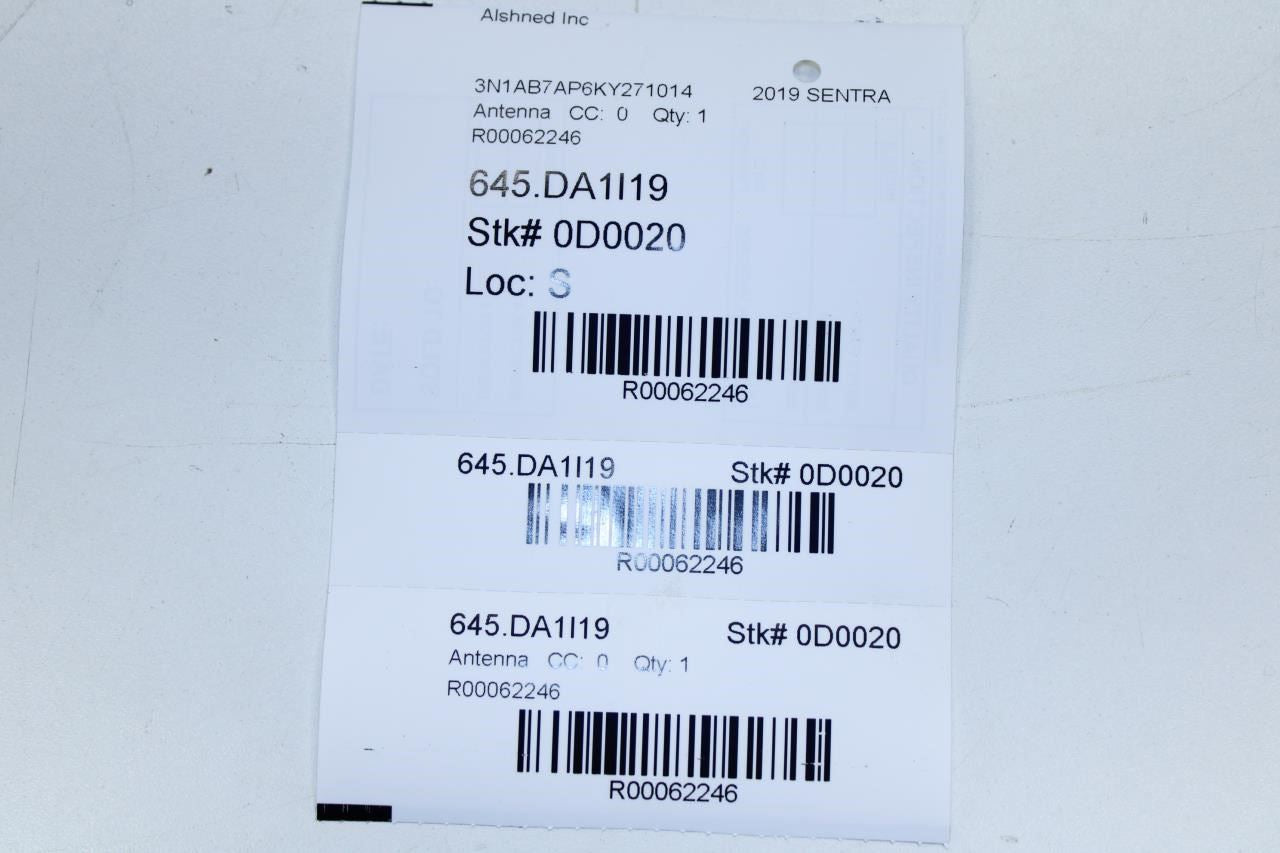 Alshned Inc
3N1AB7AP6KY271014 2019 SENTRA
Antenna CC: 0 Qty: 1
R00062246
645.DA1I19
Stk# 0D0020
Loc: S
R00062246
645.DA1I19 Stk# 0D0020
R00062246
645.DA1I19 Stk# 0D0020
Antenna CC: 0 Qty: 1
R00062246
R00062246